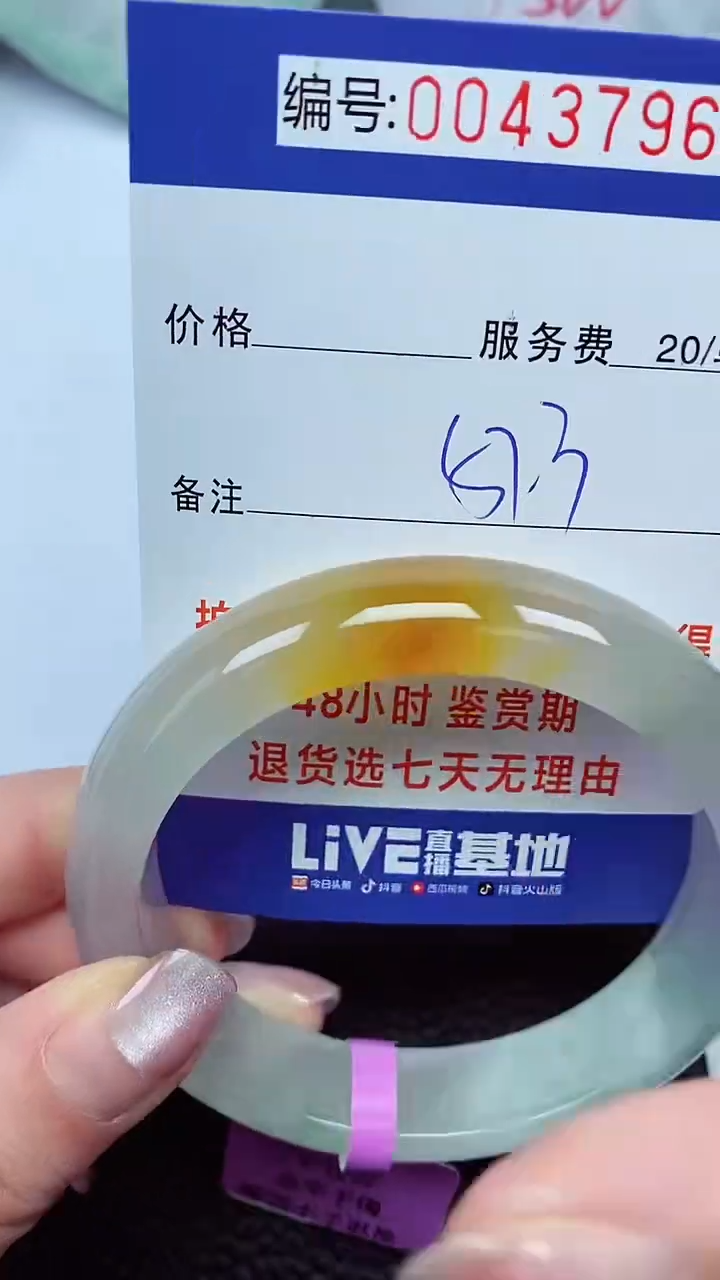 编号:0043796
价格 服务费 20/
备注 57.3
48小时 鉴赏期
退货选七天无理由
LiVE直播基地
今日头条 抖音 西瓜视频 抖音火山版